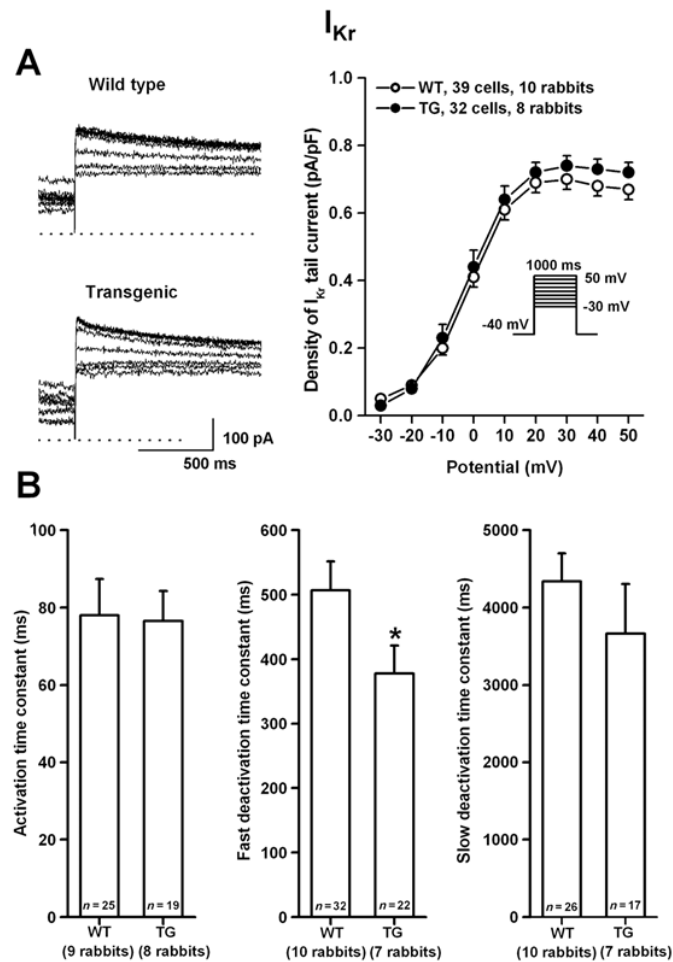 I_Kr
A
Wild type
Transgenic
100 pA
500 ms
WT, 39 cells, 10 rabbits
TG, 32 cells, 8 rabbits
Density of I_Kr tail current (pA/pF)
1.0
0.8
0.6
0.4
0.2
0.0
1000 ms
50 mV
-30 mV
-40 mV
-30 -20 -10 0 10 20 30 40 50
Potential (mV)
B
Activation time constant (ms)
100
80
60
40
20
0
n = 25 n = 19
WT TG
(9 rabbits) (8 rabbits)
Fast deactivation time constant (ms)
600
500
400
300
200
100
0
*
n = 32 n = 22
WT TG
(10 rabbits) (7 rabbits)
Slow deactivation time constant (ms)
5000
4000
3000
2000
1000
0
n = 26 n = 17
WT TG
(10 rabbits) (7 rabbits)